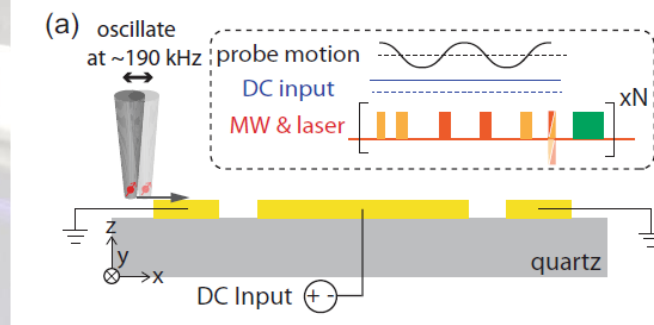 (a)
oscillate
at ~190 kHz
probe motion
DC input
MW & laser
xN
z
y
x
quartz
DC Input + -